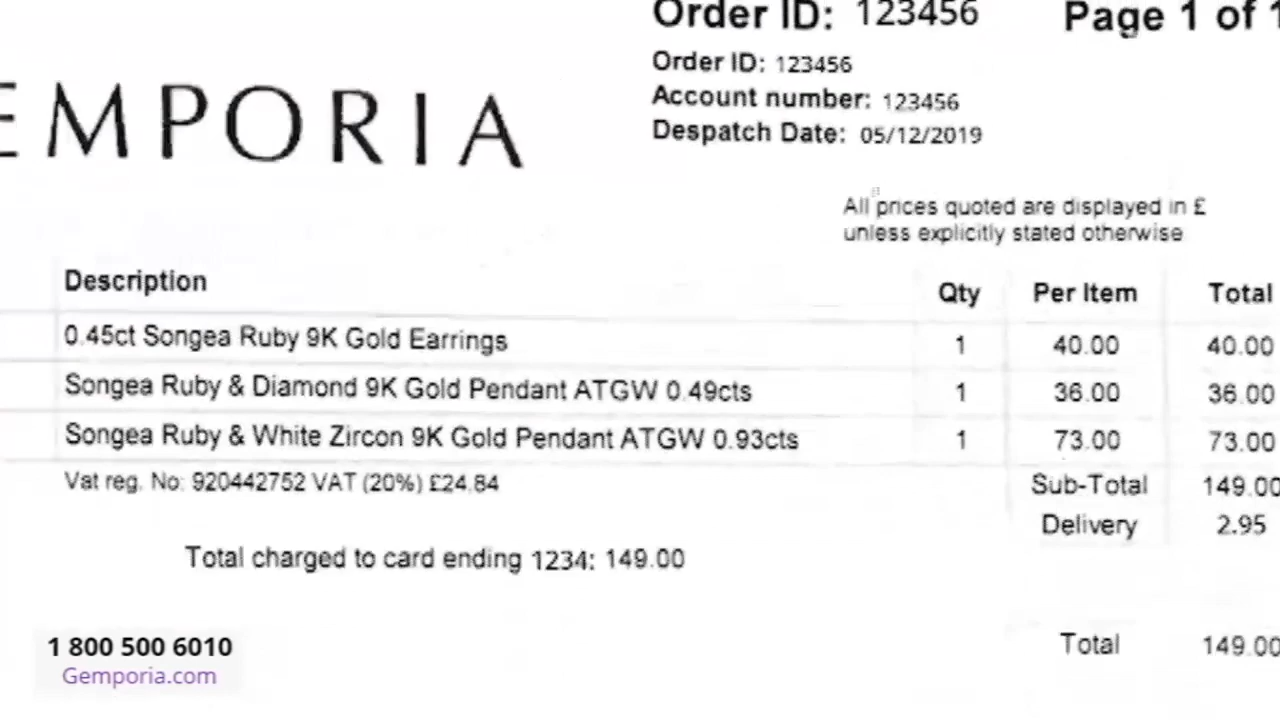 Order ID: 123456
Page 1 of 1
EMPORIA
Order ID: 123456
Account number: 123456
Despatch Date: 05/12/2019
All prices quoted are displayed in £
unless explicitly stated otherwise
Description Qty Per Item Total
0.45ct Songea Ruby 9K Gold Earrings 1 40.00 40.00
Songea Ruby & Diamond 9K Gold Pendant ATGW 0.49cts 1 36.00 36.00
Songea Ruby & White Zircon 9K Gold Pendant ATGW 0.93cts 1 73.00 73.00
Vat reg. No: 920442752 VAT (20%) £24.84 Sub-Total 149.00
Delivery 2.95
Total charged to card ending 1234: 149.00
Total 149.00
1 800 500 6010
Gemporia.com